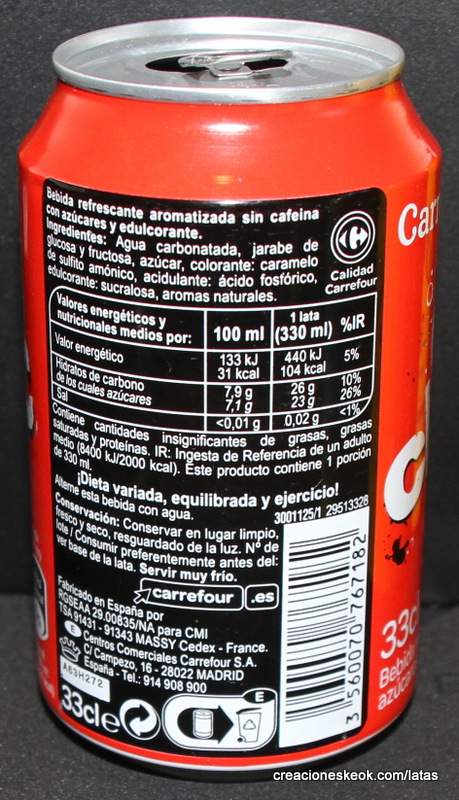 Bebida refrescante aromatizada sin cafeina
con azúcares y edulcorante.
Ingredientes: Agua carbonatada, jarabe de
glucosa y fructosa, azúcar, colorante: caramelo
de sulfito amónico, acidulante: ácido fosfórico,
edulcorante: sucralosa, aromas naturales.
Calidad
Carrefour
Valores energéticos y
nutricionales medios por:
100 ml
1 lata
(330 ml)
%IR
Valor energético
133 kJ
31 kcal
440 kJ
104 kcal
5%
Hidratos de carbono
7,9 g
26 g
10%
de los cuales azúcares
7,1 g
23 g
26%
Sal
<0,01 g
0,02 g
<1%
Contiene cantidades insignificantes de grasas, grasas
saturadas y proteínas. IR: Ingesta de Referencia de un adulto
medio (8400 kJ/2000 kcal). Este producto contiene 1 porción
de 330 ml.
¡Dieta variada, equilibrada y ejercicio!
Alterne esta bebida con agua.
3001125/1 29513328
Conservación: Conservar en lugar limpio,
fresco y seco, resguardado de la luz. Nº de
lote / Consumir preferentemente antes del:
ver base de la lata. Servir muy frío.
carrefour .es
Fabricado en España por
RGSEAA 29.00835/NA para CMI
TSA 91431 - 91343 MASSY Cedex - France.
E Centros Comerciales Carrefour S.A.
C/ Campezo, 16 - 28022 MADRID
España - Tel.: 914 908 900
A63H272
33cl e
E
3 560070 767182
Car
33c
Bebid
azúca
creacioneskeok.com/latas